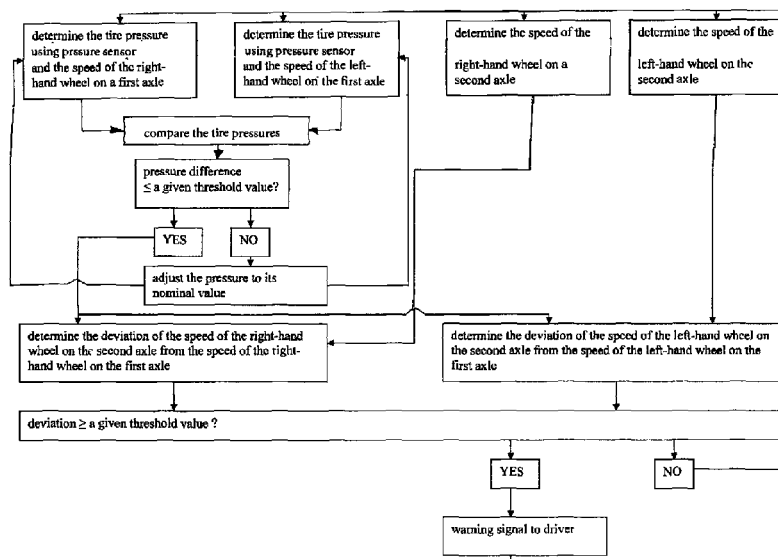 determine the tire pressure
using pressure sensor
and the speed of the right-
hand wheel on a first axle
determine the tire pressure
using pressure sensor
and the speed of the left-
hand wheel on the first axle
determine the speed of the
right-hand wheel on a
second axle
determine the speed of the
left-hand wheel on the
second axle
compare the tire pressures
pressure difference
≤ a given threshold value?
YES
NO
adjust the pressure to its
nominal value
determine the deviation of the speed of the right-hand
wheel on the second axle from the speed of the right-
hand wheel on the first axle
determine the deviation of the speed of the left-hand wheel on
the second axle from the speed of the left-hand wheel on the
first axle
deviation ≥ a given threshold value ?
YES
NO
warning signal to driver